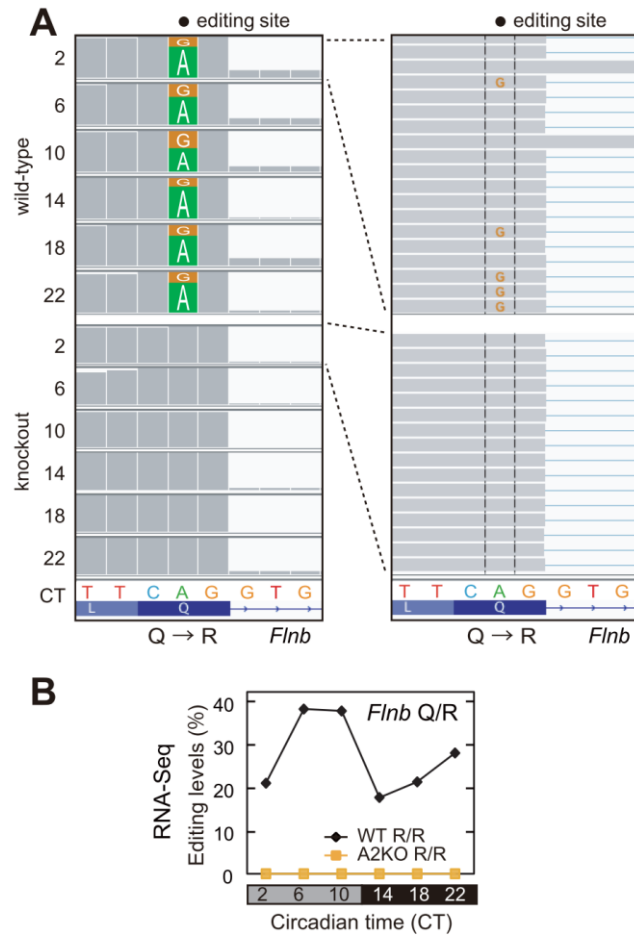 A
● editing site
● editing site
wild-type
2
G
A
6
G
A
10
G
A
14
G
A
18
G
A
22
G
A
G
G
G
G
G
knockout
2
6
10
14
18
22
CT
T T C A G G T G
L Q
T T C A G G T G
L Q
Q → R Flnb
Q → R Flnb
B
RNA-Seq
Editing levels (%)
Flnb Q/R
40
30
20
10
0
WT R/R
A2KO R/R
2 6 10 14 18 22
Circadian time (CT)